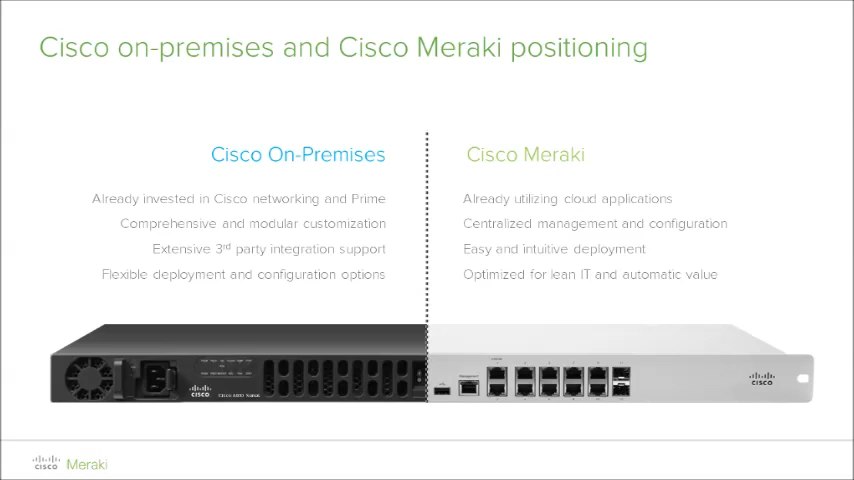 Cisco on-premises and Cisco Meraki positioning
Cisco On-Premises
Already invested in Cisco networking and Prime
Comprehensive and modular customization
Extensive 3rd party integration support
Flexible deployment and configuration options
Cisco Meraki
Already utilizing cloud applications
Centralized management and configuration
Easy and intuitive deployment
Optimized for lean IT and automatic value
CISCO
Management
CISCO
CISCO Meraki